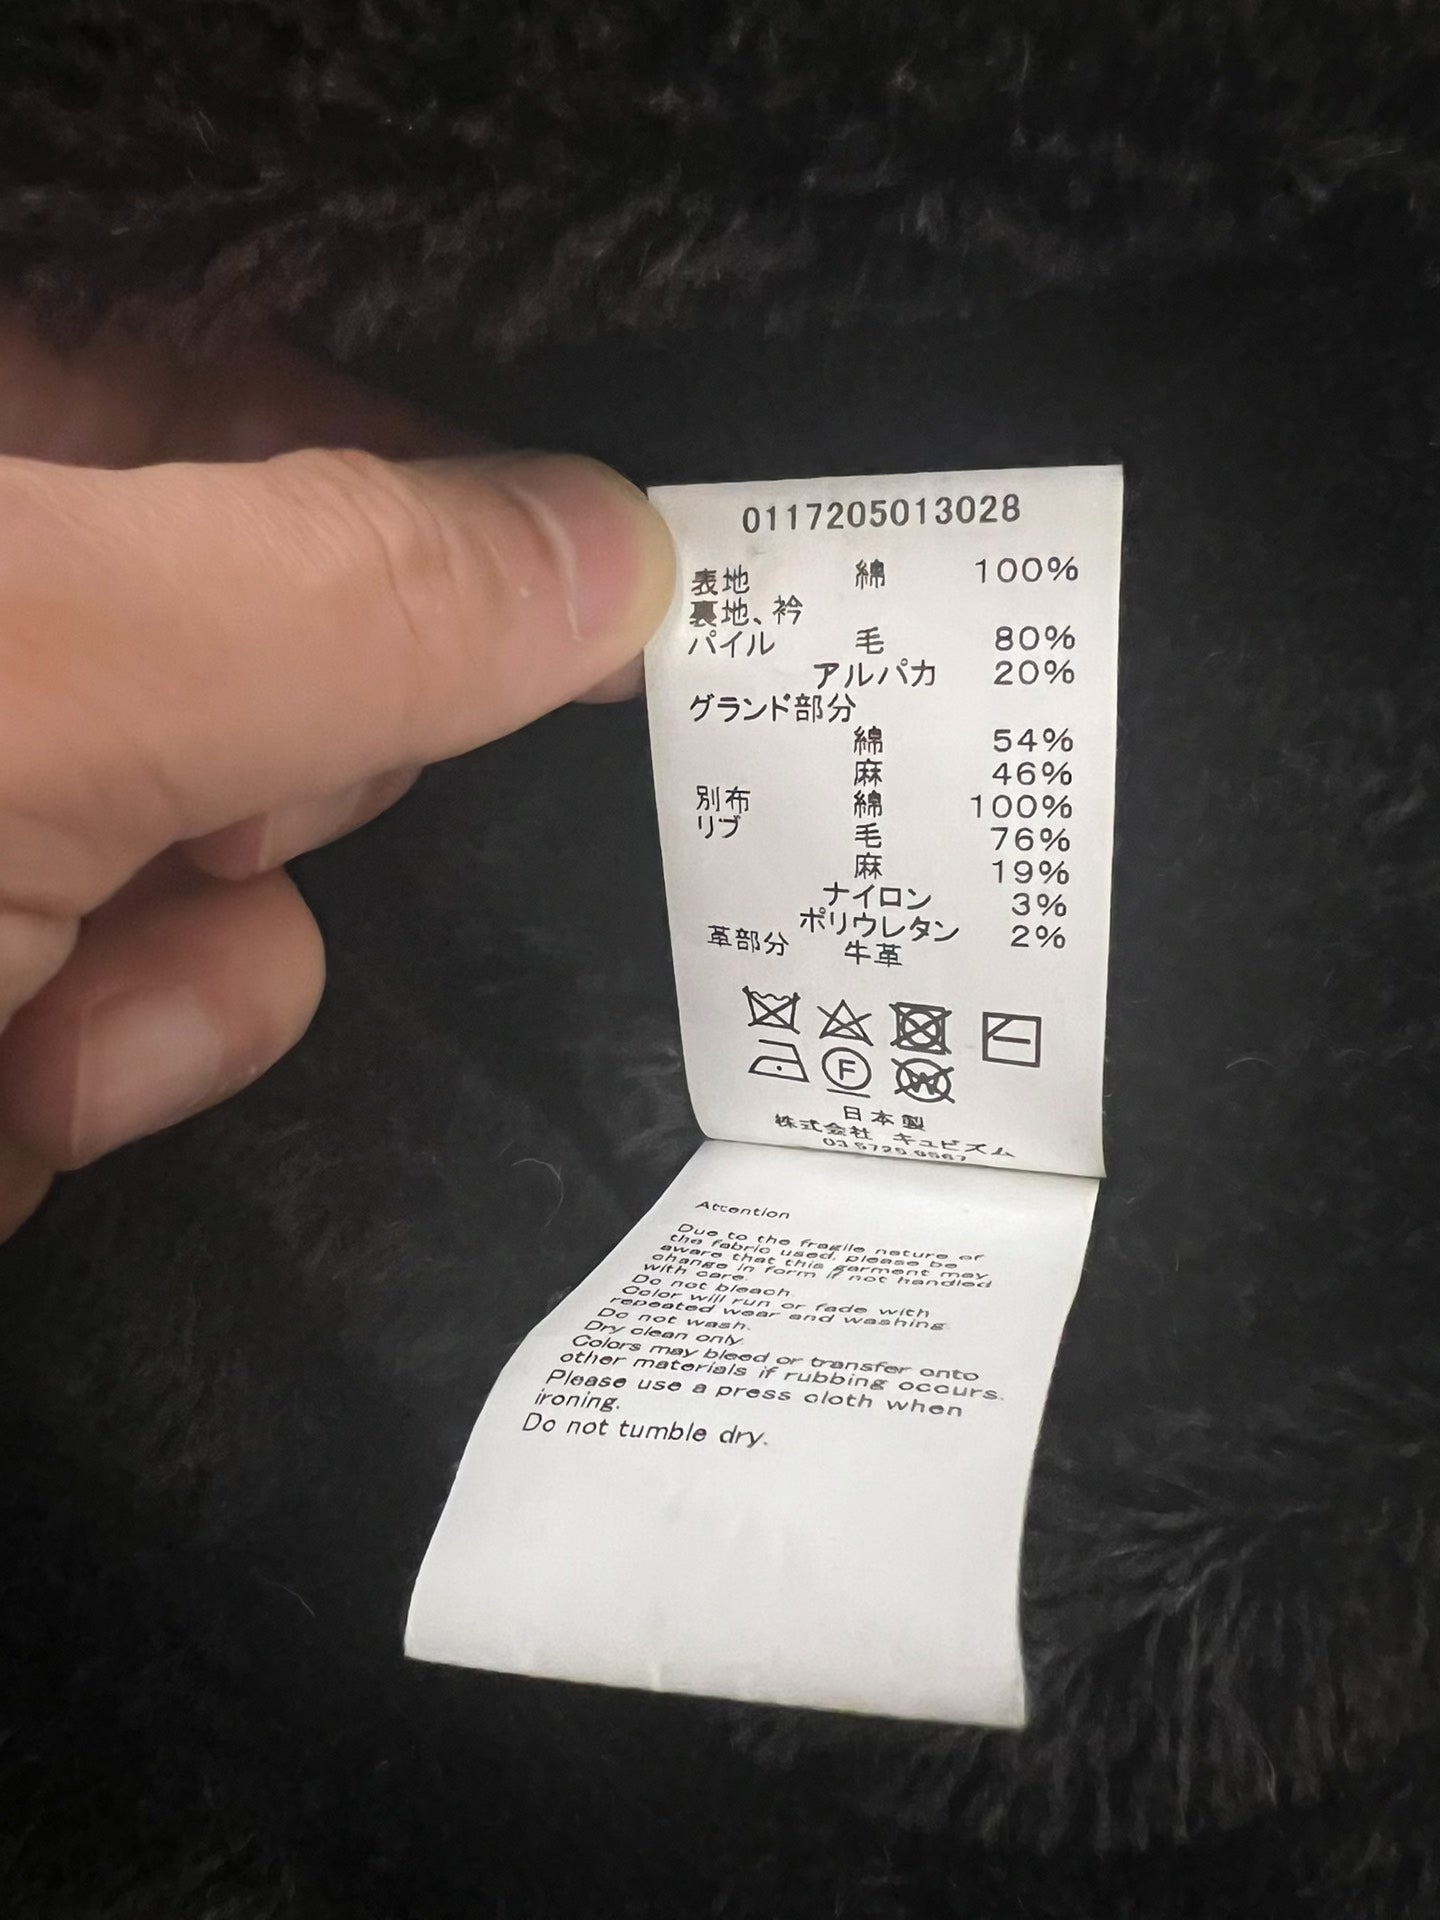 0117205013028
表地 綿 100%
裏地、衿
パイル 毛 80%
アルパカ 20%
グランド部分
綿 54%
麻 46%
別布 綿 100%
リブ 毛 76%
麻 19%
ナイロン 3%
ポリウレタン 2%
革部分 牛革
F
W
日本製
株式会社 キュビズム
03 5725 9567
Attention
Due to the fragile nature of
the fabric used, please be
aware that this garment may
change in form if not handled
with care.
Do not bleach.
Color will run or fade with
repeated wear and washing.
Do not wash.
Dry clean only.
Colors may bleed or transfer onto
other materials if rubbing occurs.
Please use a press cloth when
ironing.
Do not tumble dry.